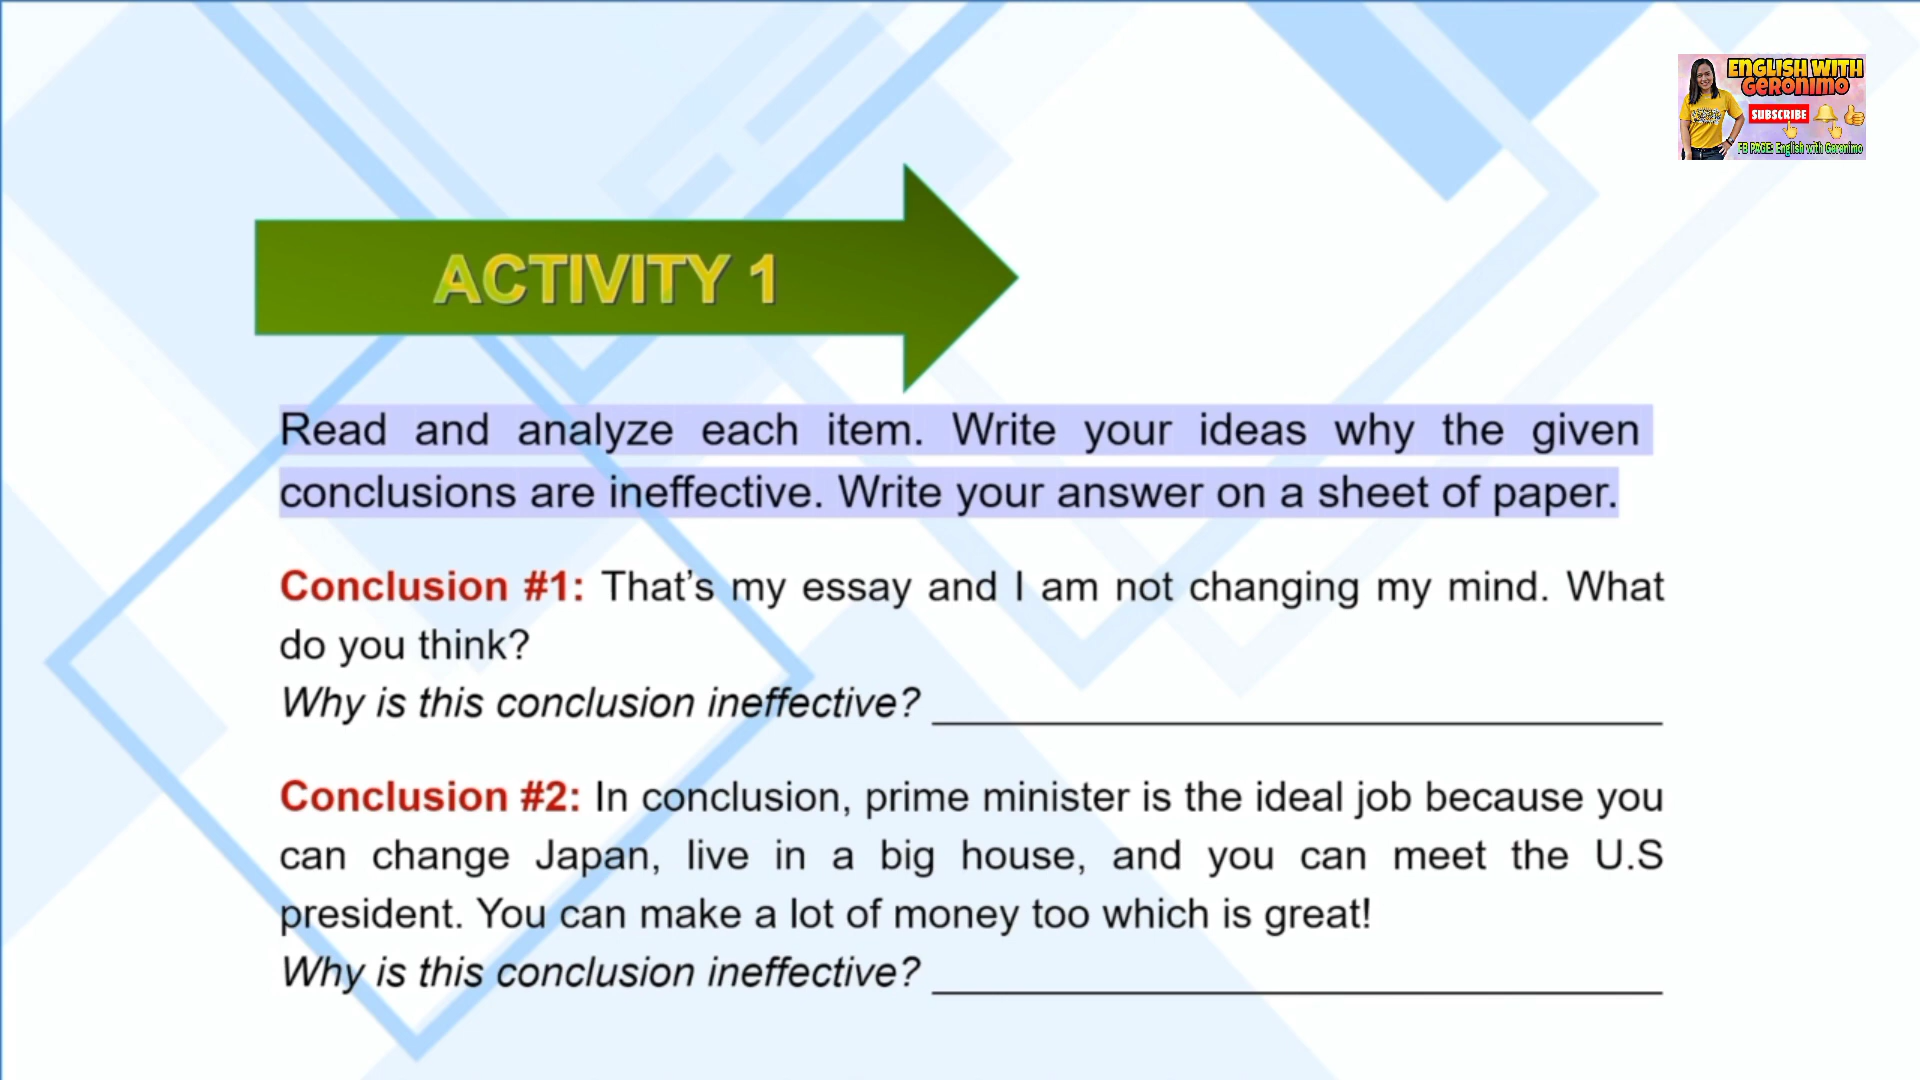 ENGLISH WITH
GERONIMO
SUBSCRIBE
FB PAGE: English with Geronimo
ACTIVITY 1
Read and analyze each item. Write your ideas why the given
conclusions are ineffective. Write your answer on a sheet of paper.
Conclusion #1: That’s my essay and I am not changing my mind. What
do you think?
Why is this conclusion ineffective?
Conclusion #2: In conclusion, prime minister is the ideal job because you
can change Japan, live in a big house, and you can meet the U.S
president. You can make a lot of money too which is great!
Why is this conclusion ineffective?